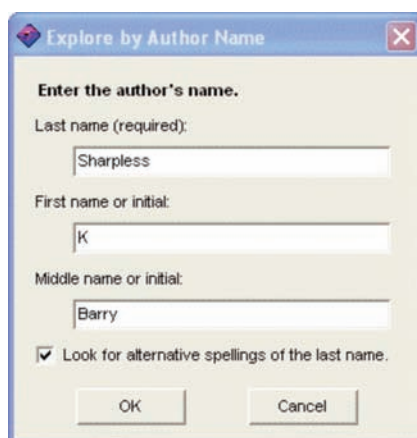 Explore by Author Name
Enter the author's name.
Last name (required):
Sharpless
First name or initial:
K
Middle name or initial:
Barry
Look for alternative spellings of the last name.
OK
Cancel